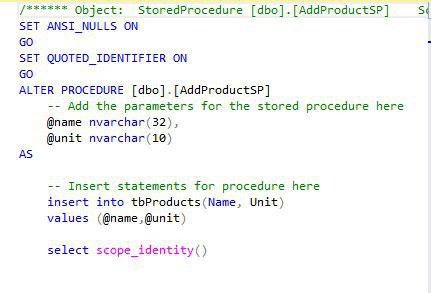 /****** Object:  StoredProcedure [dbo].[AddProductSP]
SET ANSI_NULLS ON
GO
SET QUOTED_IDENTIFIER ON
GO
ALTER PROCEDURE [dbo].[AddProductSP]
-- Add the parameters for the stored procedure here
@name nvarchar(32),
@unit nvarchar(10)
AS
-- Insert statements for procedure here
insert into tbProducts(Name, Unit)
values (@name,@unit)
select scope_identity()